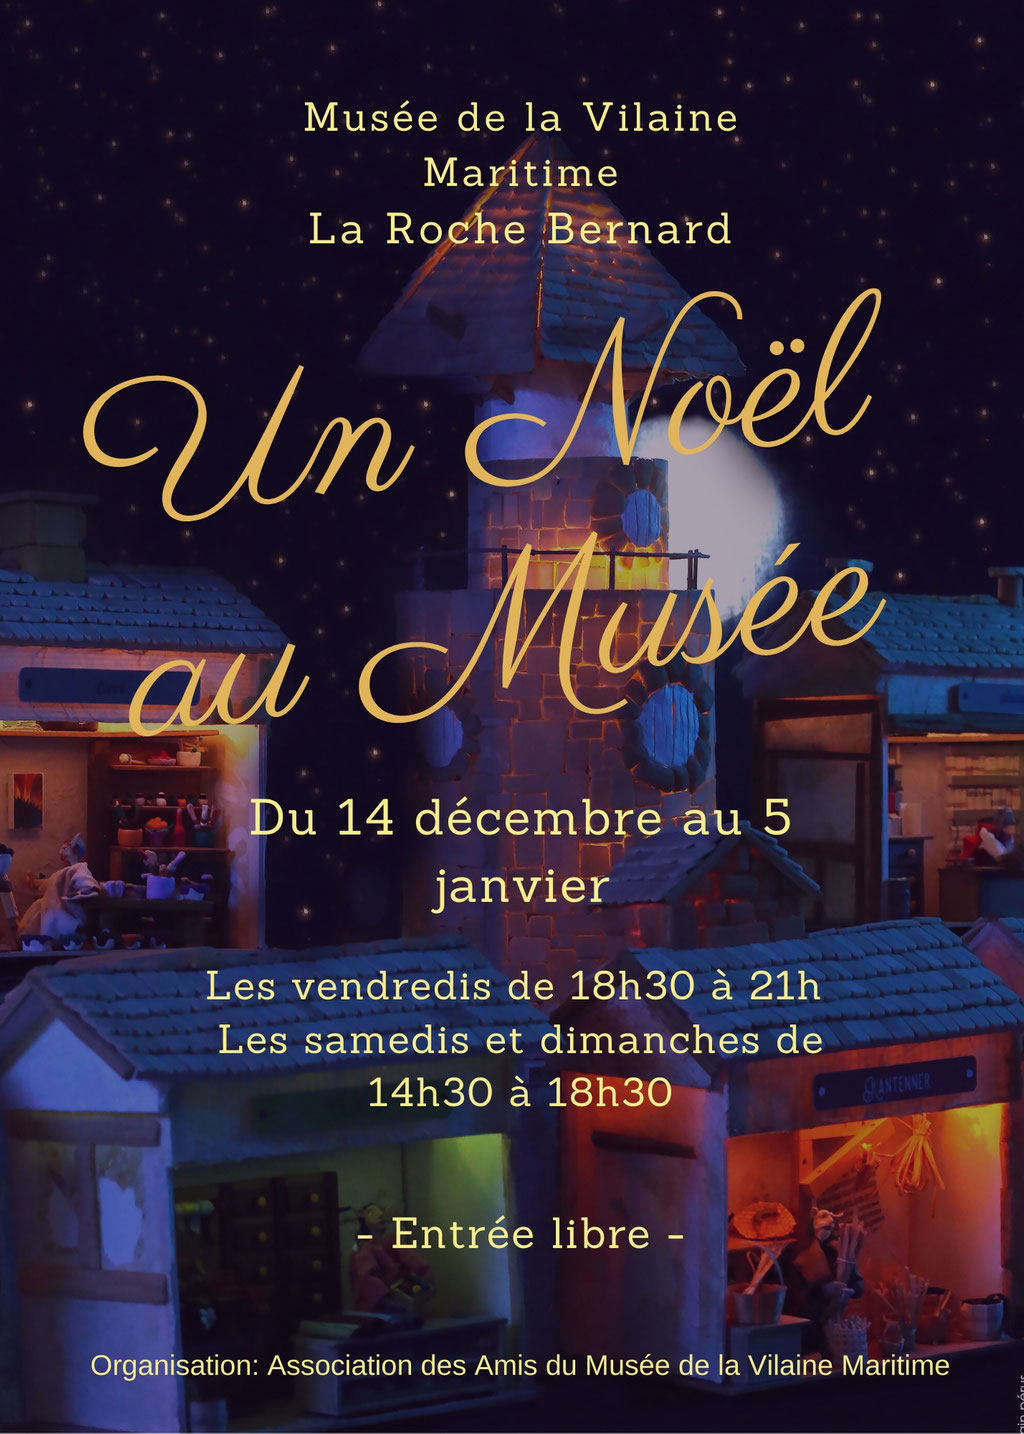 Musée de la Vilaine
Maritime
La Roche Bernard
Un Noël
au Musée
Du 14 décembre au 5
janvier
Les vendredis de 18h30 à 21h
Les samedis et dimanches de
14h30 à 18h30
ANTENNER
- Entrée libre -
Organisation: Association des Amis du Musée de la Vilaine Maritime